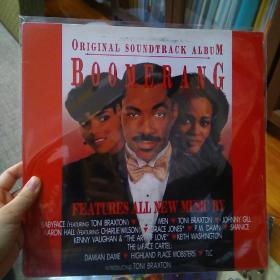 ORIGINAL SOUNDTRACK ALBUM
BOOMERANG
FEATURES ALL NEW MUSIC BY
BABYFACE (FEATURING TONI BRAXTON) MEN TONI BRAXTON JOHNNY GILL
AARON HALL (FEATURING CHARLIE WILSON) GRACE JONES P.M. DAWN SHANICE
KENNY VAUGHAN & "THE ART OF LOVE" KEITH WASHINGTON
THE LAFACE CARTEL
DAMIAN DAME HIGHLAND PLACE MOBSTERS TLC
INTRODUCING TONI BRAXTON